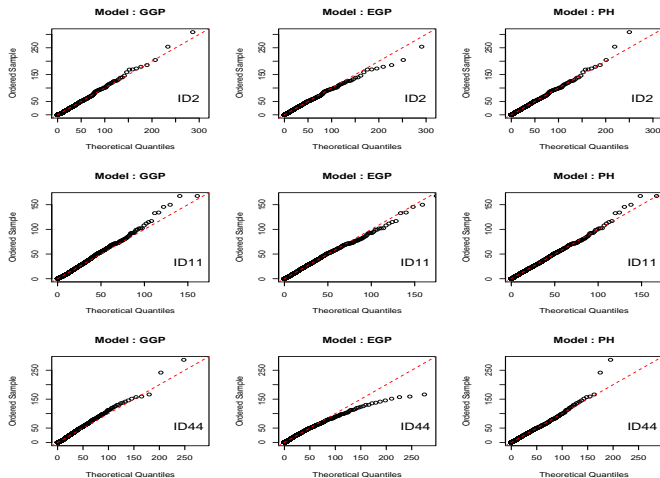 Model : GGP
Model : EGP
Model : PH
Ordered Sample
Ordered Sample
Ordered Sample
0 50 150 250
0 50 150 250
0 50 150 250
ID2
ID2
ID2
0 50 100 150 200 250 300
0 50 100 150 200 250 300
0 50 100 150 200 250 300
Theoretical Quantiles
Theoretical Quantiles
Theoretical Quantiles
Model : GGP
Model : EGP
Model : PH
Ordered Sample
Ordered Sample
Ordered Sample
0 50 100 150
0 50 100 150
0 50 100 150
ID11
ID11
ID11
0 50 100 150
0 50 100 150
0 50 100 150
Theoretical Quantiles
Theoretical Quantiles
Theoretical Quantiles
Model : GGP
Model : EGP
Model : PH
Ordered Sample
Ordered Sample
Ordered Sample
0 50 150 250
0 50 150 250
0 50 150 250
ID44
ID44
ID44
0 50 100 150 200 250
0 50 100 150 200 250
0 50 100 150 200 250
Theoretical Quantiles
Theoretical Quantiles
Theoretical Quantiles